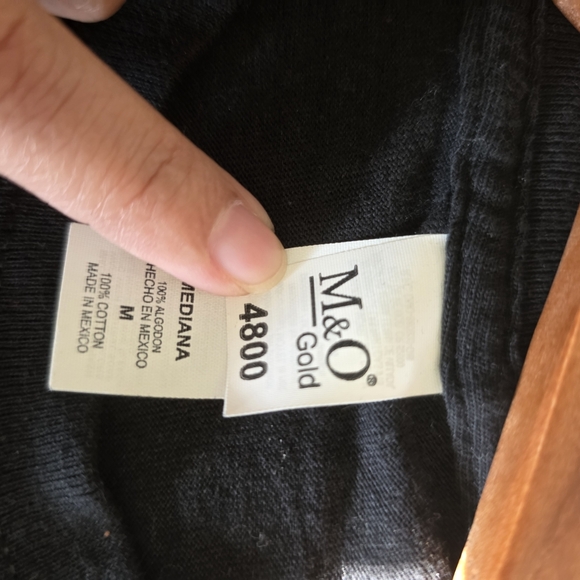 M&O®
Gold
4800
MEDIANA
100% ALGODON
HECHO EN MEXICO
M
100% COTTON
MADE IN MEXICO